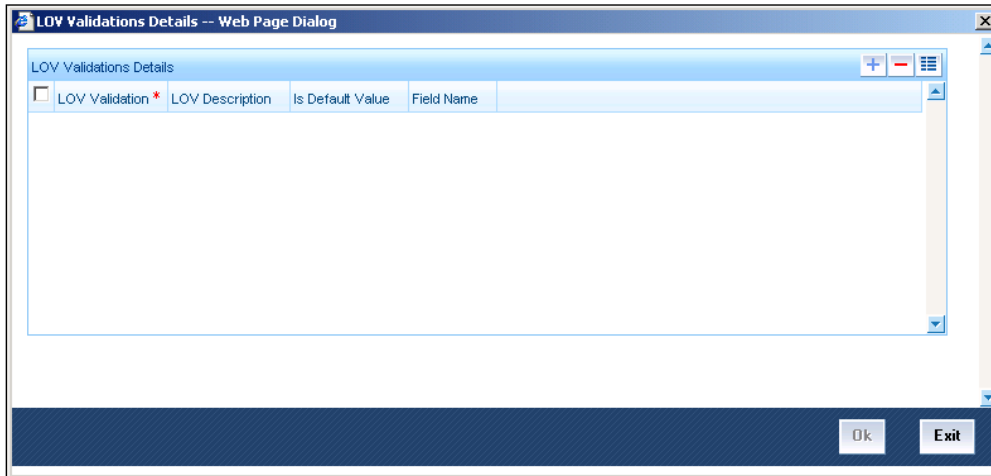 LOV Validations Details -- Web Page Dialog
LOV Validations Details
LOV Validation * LOV Description Is Default Value Field Name
Ok Exit